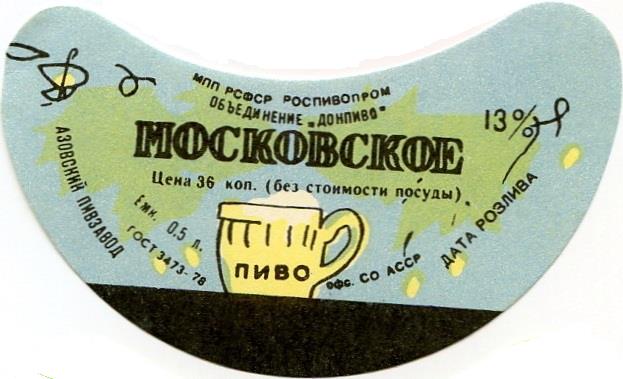 МПП РСФСР РОСПИВОПРОМ
ОБЪЕДИНЕНИЕ „ДОНПИВО"
МОСКОВСКОЕ
13%
Цена 36 коп. (без стоимости посуды)
АЗОВСКИЙ ПИВЗАВОД
Емк. 0.5 л.
ГОСТ 3473-78
ПИВО
офс. СО АССР
ДАТА РОЗЛИВА